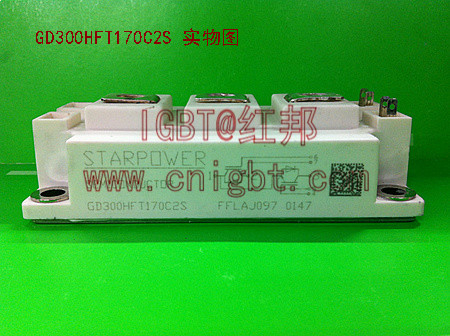 GD300HFT170C2S 实物图
IGBT@红邦
STARPOWER
www.cnigbt.com
GD300HFT170C2S FFLAJ097 0147